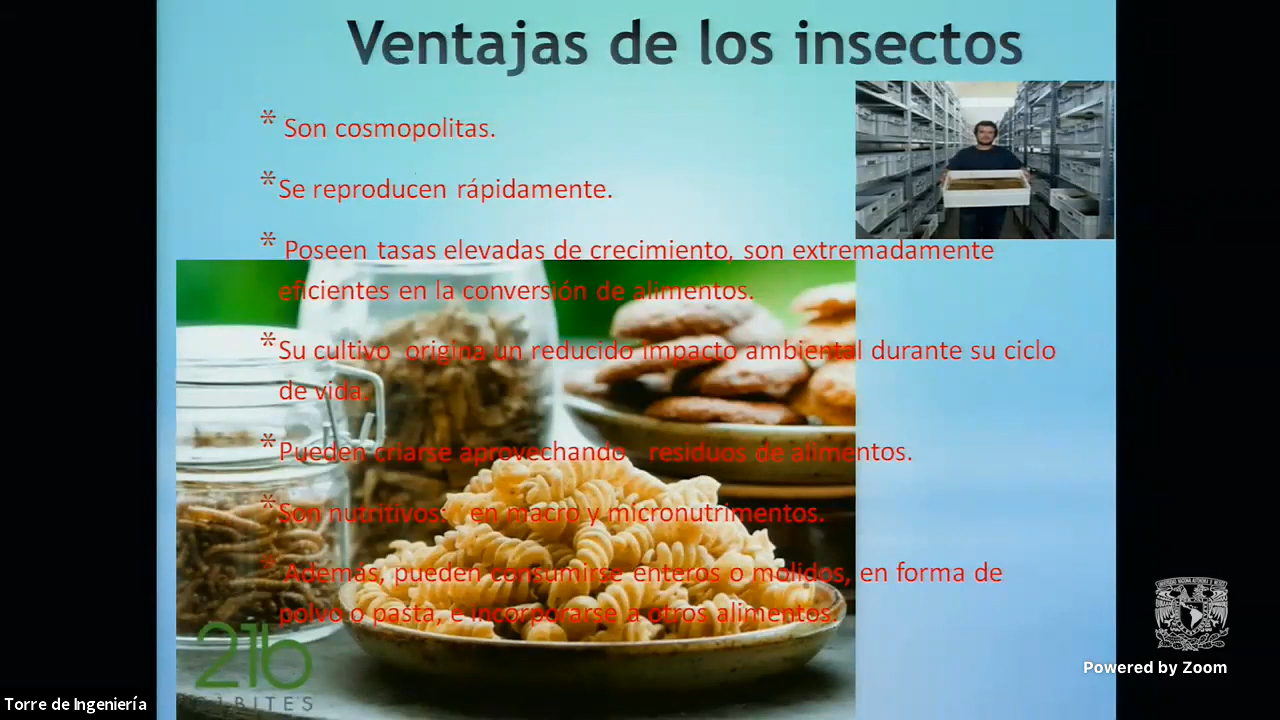 Ventajas de los insectos
* Son cosmopolitas.
* Se reproducen rápidamente.
* Poseen tasas elevadas de crecimiento, son extremadamente
eficientes en la conversión de alimentos.
* Su cultivo origina un reducido impacto ambiental durante su ciclo
de vida.
* Pueden criarse aprovechando residuos de alimentos.
* Son nutritivos: en macro y micronutrimentos.
* Además, pueden consumirse enteros o molidos, en forma de
polvo o pasta, e incorporarse a otros alimentos.
21b
21BITES
Powered by Zoom
Torre de Ingeniería